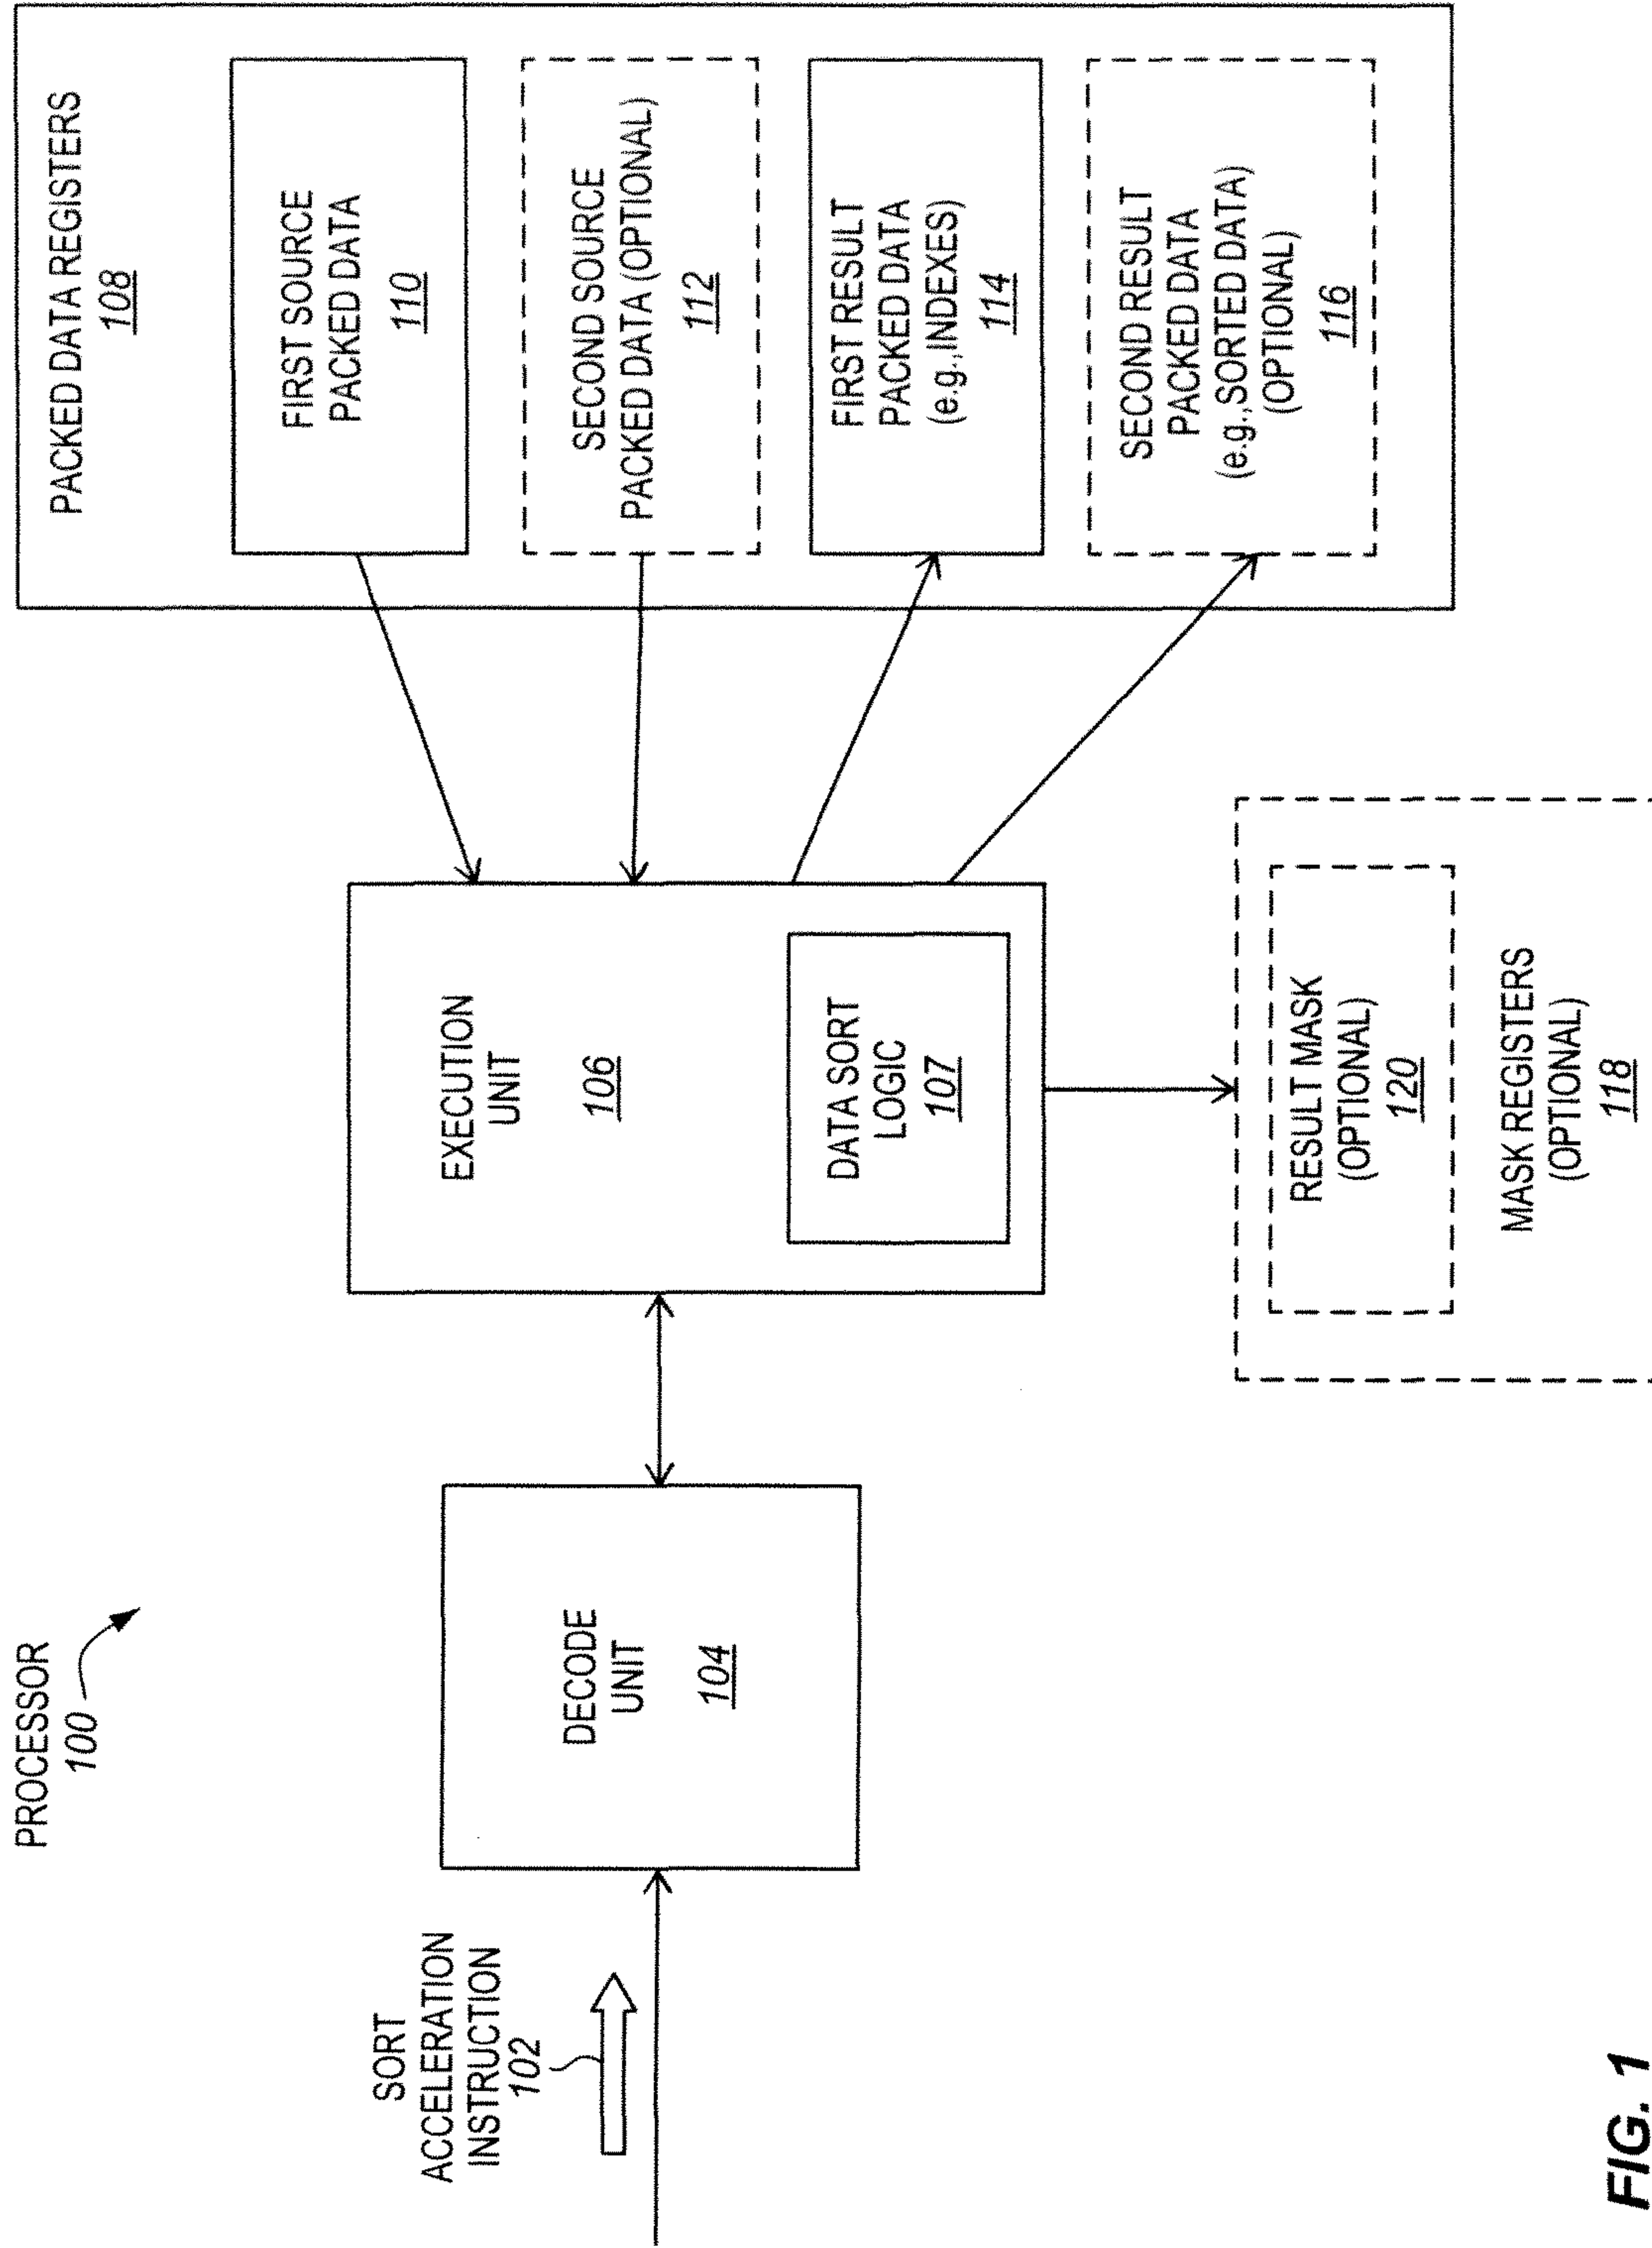 PROCESSOR
100
SORT
ACCELERATION
INSTRUCTION
102
DECODE
UNIT
104
EXECUTION
UNIT
106
DATA SORT
LOGIC
107
PACKED DATA REGISTERS
108
FIRST SOURCE
PACKED DATA
110
SECOND SOURCE
PACKED DATA (OPTIONAL)
112
FIRST RESULT
PACKED DATA
(e.g.,INDEXES)
114
SECOND RESULT
PACKED DATA
(e.g.,SORTED DATA)
(OPTIONAL)
116
RESULT MASK
(OPTIONAL)
120
MASK REGISTERS
(OPTIONAL)
118
FIG. 1